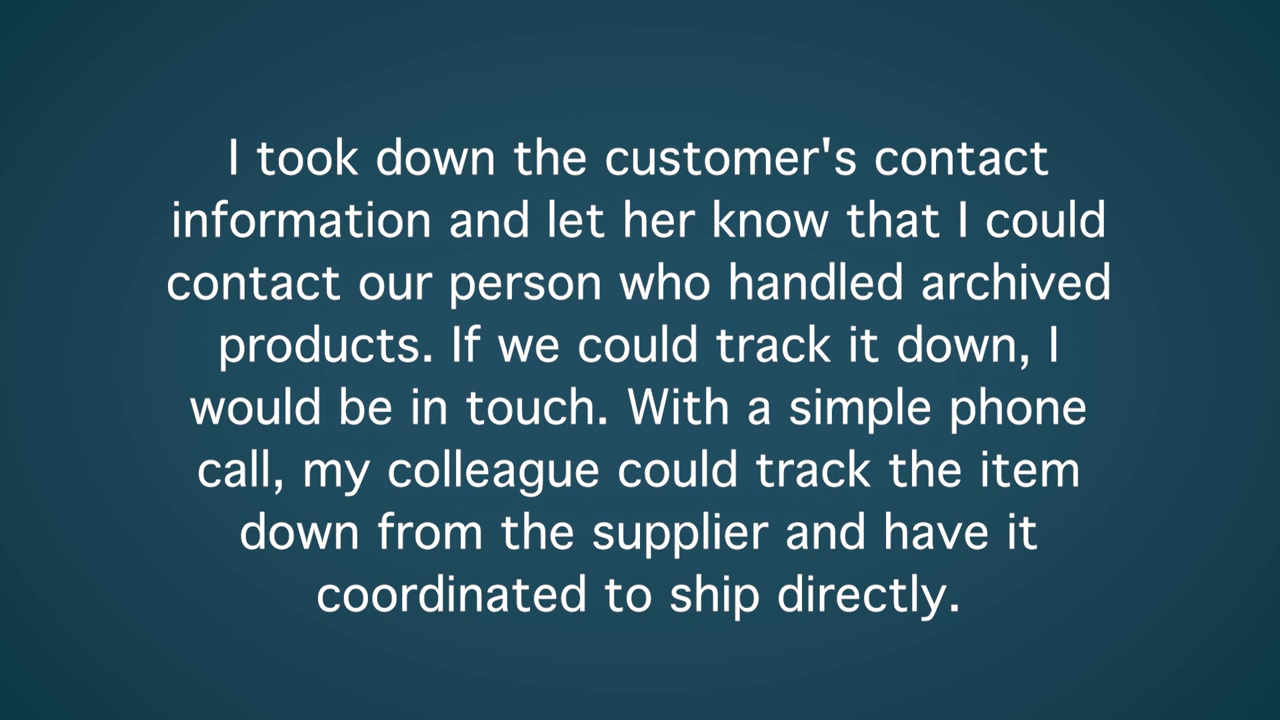 I took down the customer's contact
information and let her know that I could
contact our person who handled archived
products. If we could track it down, I
would be in touch. With a simple phone
call, my colleague could track the item
down from the supplier and have it
coordinated to ship directly.